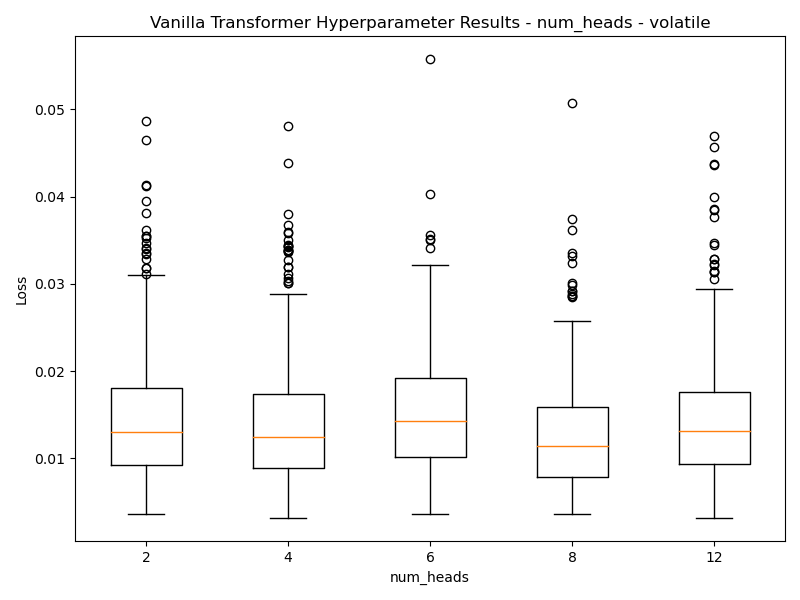 Vanilla Transformer Hyperparameter Results - num_heads - volatile
0.05
0.04
0.03
0.02
0.01
Loss
2 4 6 8 12
num_heads